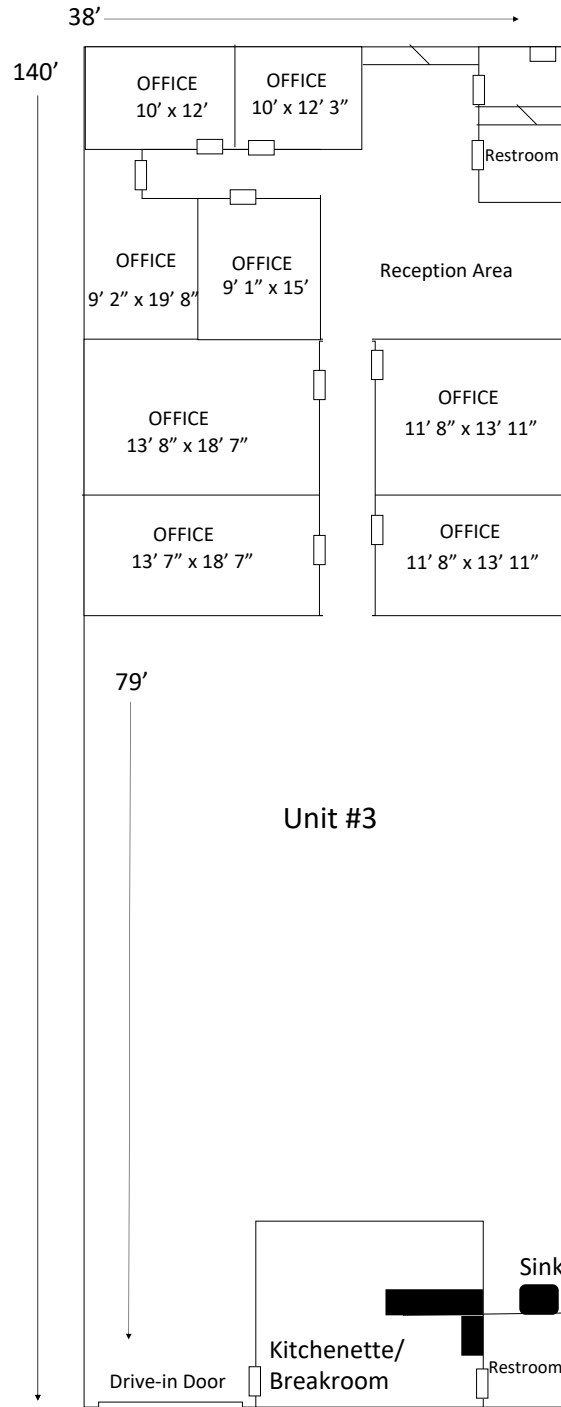 38’
140’
OFFICE
10’ x 12’
OFFICE
10’ x 12’ 3”
Restroom
OFFICE
9’ 2” x 19’ 8”
OFFICE
9’ 1” x 15’
Reception Area
OFFICE
13’ 8” x 18’ 7”
OFFICE
11’ 8” x 13’ 11”
OFFICE
13’ 7” x 18’ 7”
OFFICE
11’ 8” x 13’ 11”
79’
Unit #3
Sink
Kitchenette/
Breakroom
Restroom
Drive-in Door